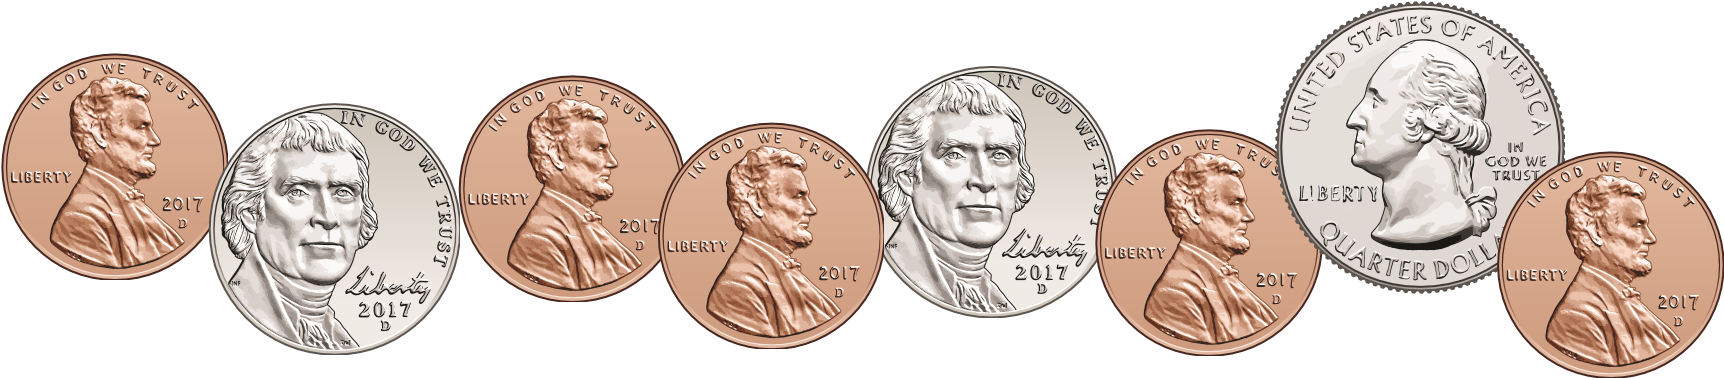 IN GOD WE TRUST
LIBERTY
2017
D
IN GOD WE TRUST
Liberty
2017
D
IN GOD WE TRUST
LIBERTY
2017
D
IN GOD WE TRUST
LIBERTY
2017
D
IN GOD WE TRUST
Liberty
2017
D
IN GOD WE TRUS
LIBERTY
2017
D
UNITED STATES OF AMERICA
IN
GOD WE
TRUST
LIBERTY
QUARTER DOLLA
IN GOD WE TRUST
LIBERTY
2017
D